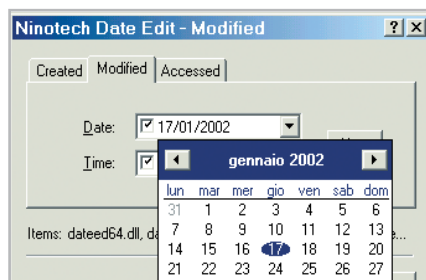 Ninotech Date Edit - Modified
Created Modified Accessed
Date: 17/01/2002
Time:
gennaio 2002
lun mar mer gio ven sab dom
31 1 2 3 4 5 6
7 8 9 10 11 12 13
Items: dateed64.dll,
14 15 16 17 18 19 20
21 22 23 24 25 26 27